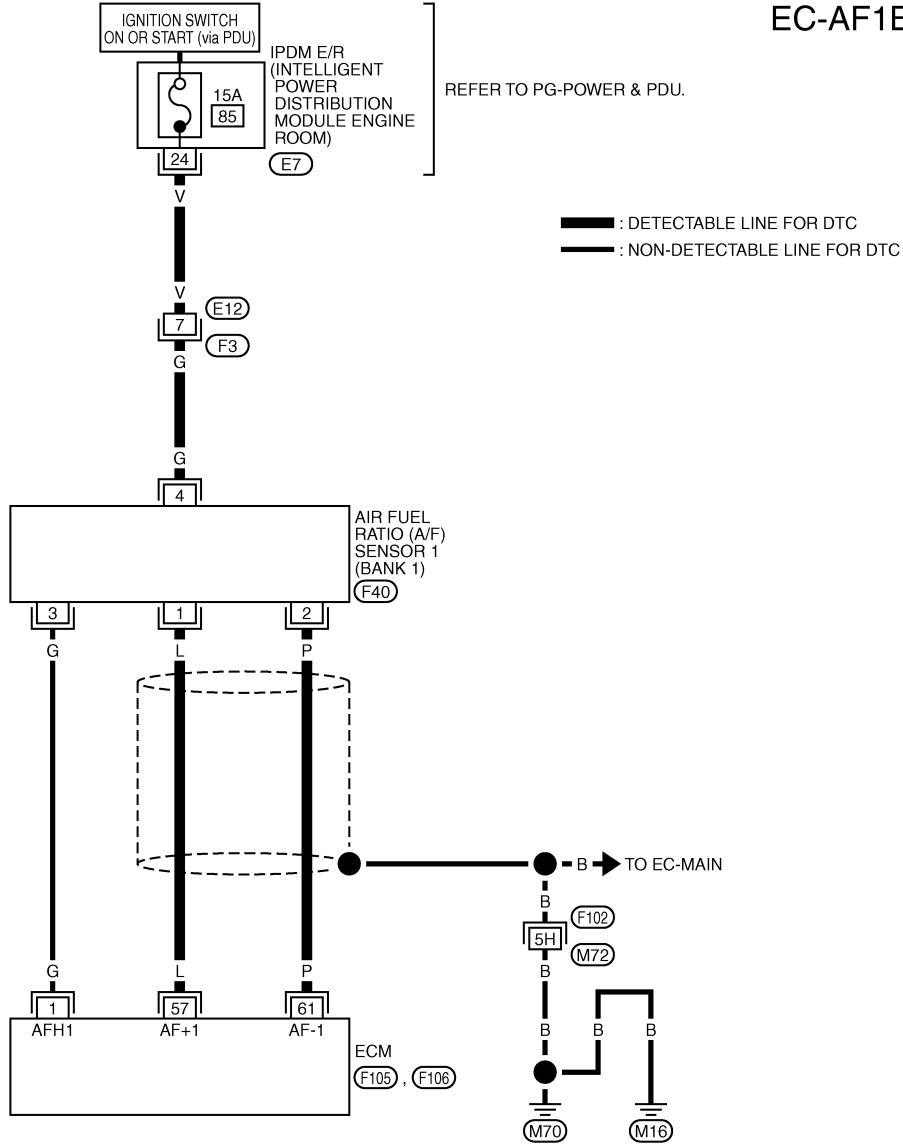 EC-AF1B
IGNITION SWITCH
ON OR START (via PDU)
IPDM E/R
(INTELLIGENT
POWER
DISTRIBUTION
MODULE ENGINE
ROOM)
REFER TO PG-POWER & PDU.
15A
85
24
E7
V
: DETECTABLE LINE FOR DTC
: NON-DETECTABLE LINE FOR DTC
V
E12
7
F3
G
G
4
AIR FUEL
RATIO (A/F)
SENSOR 1
(BANK 1)
F40
3 1 2
G L P
B TO EC-MAIN
B
F102
5H
M72
G L P B
1 57 61
AFH1 AF+1 AF-1
B B B
ECM
F105 , F106
M70 M16